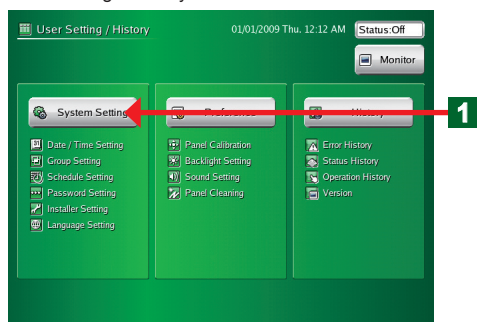 User Setting / History
01/01/2009 Thu. 12:12 AM
Status:Off
Monitor
System Setting
Preference
History
1
Date / Time Setting
Group Setting
Schedule Setting
Password Setting
Installer Setting
Language Setting
Panel Calibration
Backlight Setting
Sound Setting
Panel Cleaning
Error History
Status History
Operation History
Version